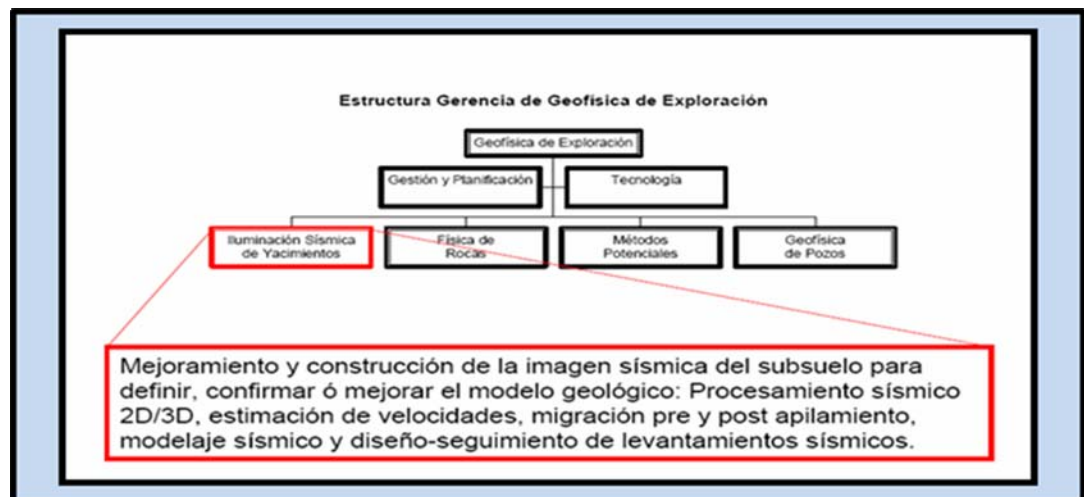 Estructura Gerencia de Geofísica de Exploración
Geofísica de Exploración
Gestión y Planificación
Tecnología
Iluminación Sísmica
de Yacimientos
Física de
Rocas
Métodos
Potenciales
Geofísica
de Pozos
Mejoramiento y construcción de la imagen sísmica del subsuelo para
definir, confirmar ó mejorar el modelo geológico: Procesamiento sísmico
2D/3D, estimación de velocidades, migración pre y post apilamiento,
modelaje sísmico y diseño-seguimiento de levantamientos sísmicos.